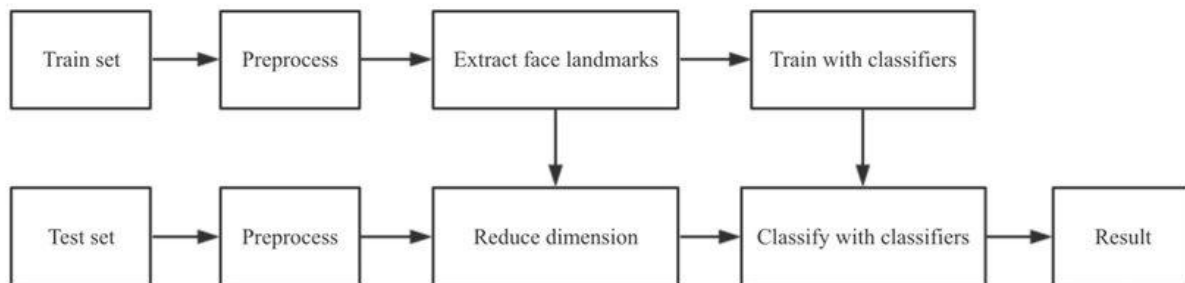 Train set
Preprocess
Extract face landmarks
Train with classifiers
Test set
Preprocess
Reduce dimension
Classify with classifiers
Result